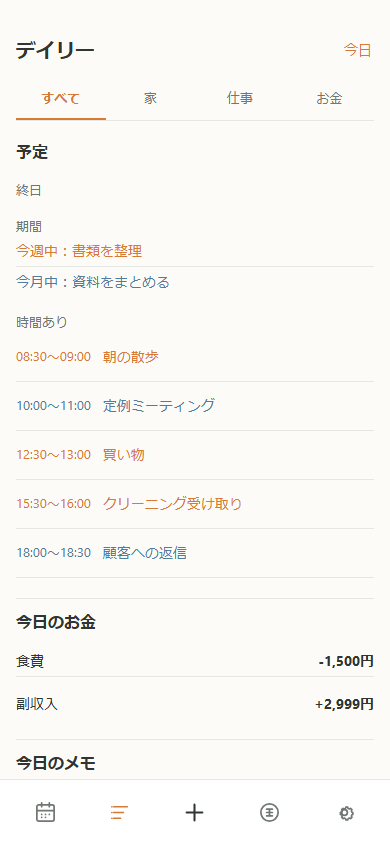 デイリー 今日
すべて 家 仕事 お金
予定
終日
期間
今週中：書類を整理
今月中：資料をまとめる
時間あり
08:30～09:00 朝の散歩
10:00～11:00 定例ミーティング
12:30～13:00 買い物
15:30～16:00 クリーニング受け取り
18:00～18:30 顧客への返信
今日のお金
食費 -1,500円
副収入 +2,999円
今日のメモ